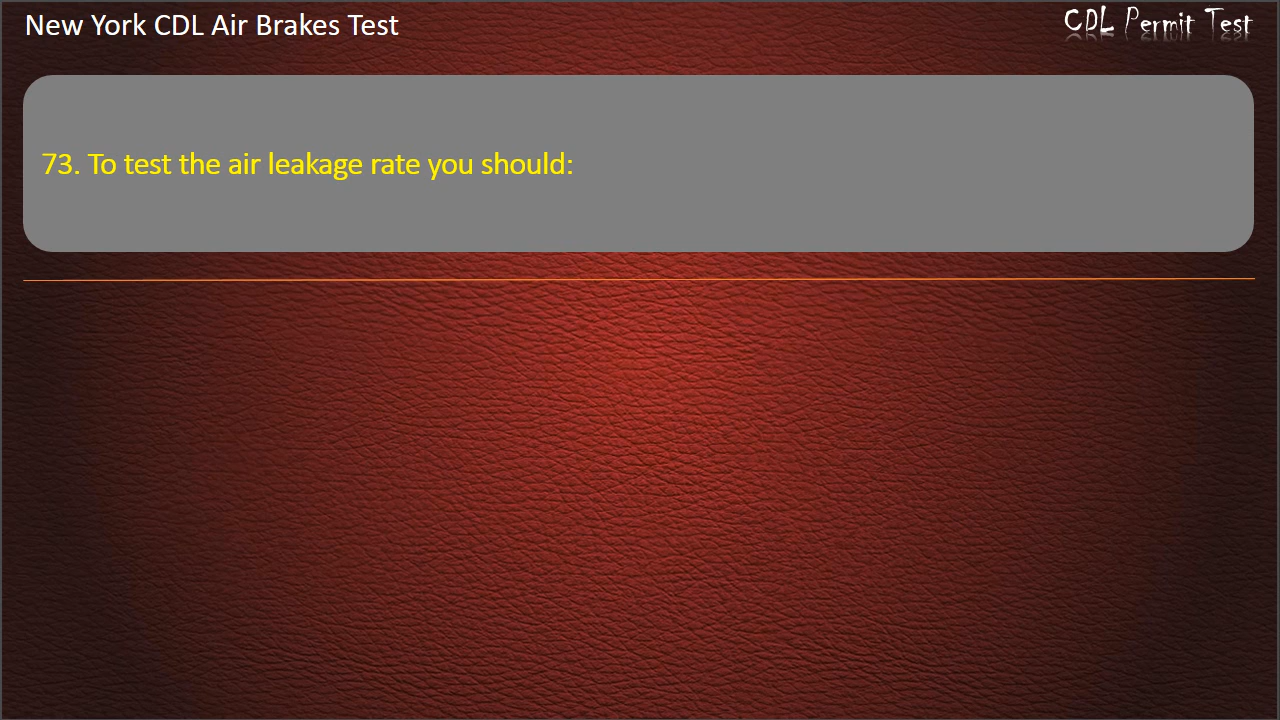 New York CDL Air Brakes Test
CDL Permit Test
73. To test the air leakage rate you should: